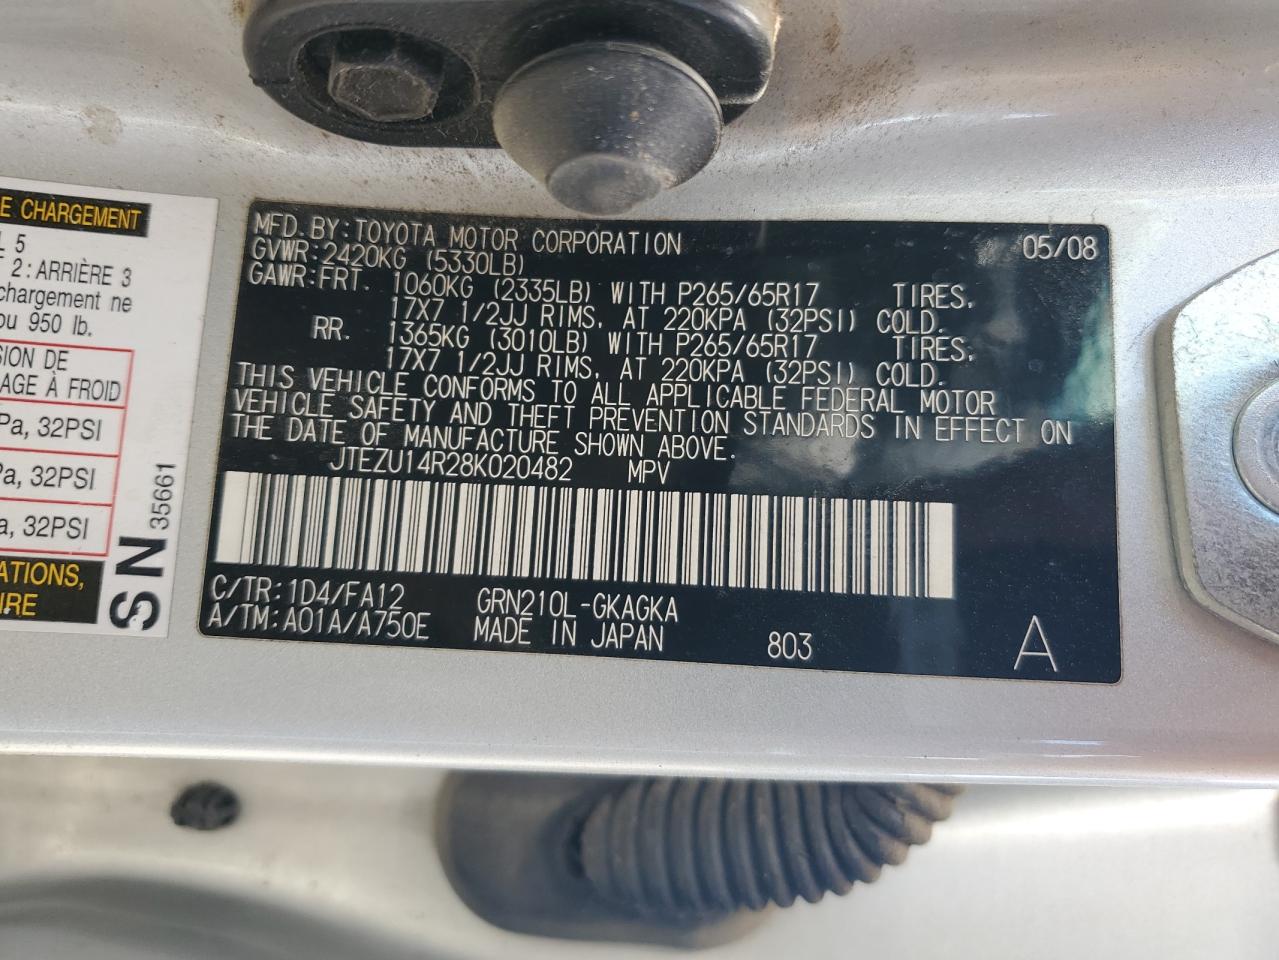 E CHARGEMENT
L 5
2 : ARRIÈRE 3
chargement ne
ou 950 lb.
SION DE
AGE À FROID
Pa, 32PSI
Pa, 32PSI
a, 32PSI
ATIONS,
IRE
SN 35661
MFD. BY: TOYOTA MOTOR CORPORATION 05/08
GVWR: 2420KG (5330LB)
GAWR: FRT. 1060KG (2335LB) WITH P265/65R17 TIRES,
17X7 1/2JJ RIMS, AT 220KPA (32PSI) COLD.
RR. 1365KG (3010LB) WITH P265/65R17 TIRES,
17X7 1/2JJ RIMS, AT 220KPA (32PSI) COLD.
THIS VEHICLE CONFORMS TO ALL APPLICABLE FEDERAL MOTOR
VEHICLE SAFETY AND THEFT PREVENTION STANDARDS IN EFFECT ON
THE DATE OF MANUFACTURE SHOWN ABOVE.
JTEZU14R28K020482 MPV
C/TR: 1D4/FA12 GRN210L-GKAGKA
A/TM: A01A/A750E MADE IN JAPAN 803 A